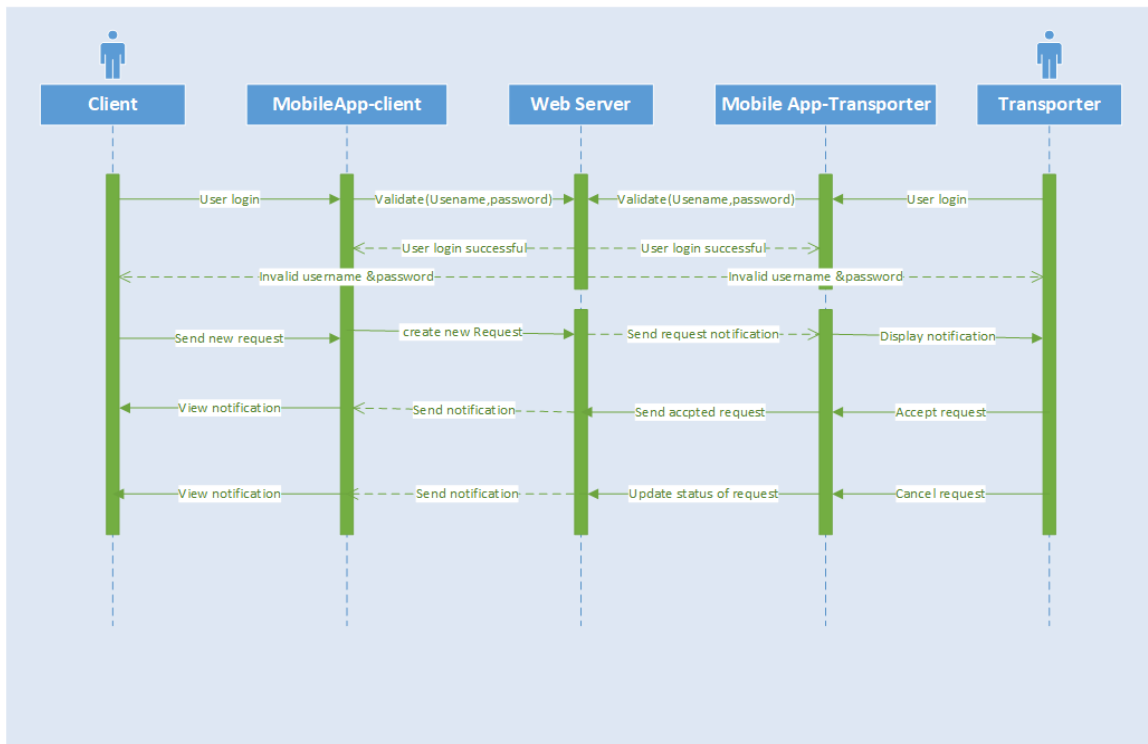 Client
MobileApp-client
Web Server
Mobile App-Transporter
Transporter
User login
Validate(Usename,password)
Validate(Usename,password)
User login
User login successful
User login successful
Invalid username &password
Invalid username &password
Send new request
create new Request
Send request notification
Display notification
View notification
Send notification
Send accpted request
Accept request
View notification
Send notification
Update status of request
Cancel request